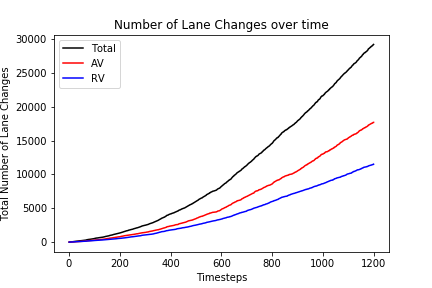 Number of Lane Changes over time
Total Number of Lane Changes
30000
25000
20000
15000
10000
5000
0
Total
AV
RV
0 200 400 600 800 1000 1200
Timesteps